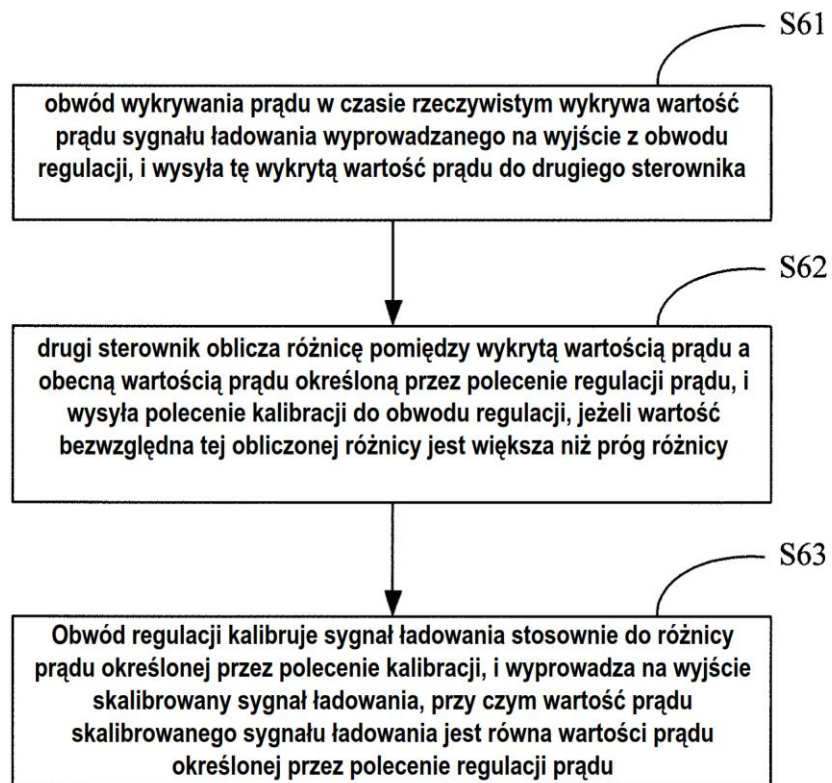 S61
obwód wykrywania prądu w czasie rzeczywistym wykrywa wartość
prądu sygnału ładowania wyprowadzanego na wyjście z obwodu
regulacji, i wysyła tę wykrytą wartość prądu do drugiego sterownika
S62
drugi sterownik oblicza różnicę pomiędzy wykrytą wartością prądu a
obecną wartością prądu określoną przez polecenie regulacji prądu, i
wysyła polecenie kalibracji do obwodu regulacji, jeżeli wartość
bezwzględna tej obliczonej różnicy jest większa niż próg różnicy
S63
Obwód regulacji kalibruje sygnał ładowania stosownie do różnicy
prądu określonej przez polecenie kalibracji, i wyprowadza na wyjście
skalibrowany sygnał ładowania, przy czym wartość prądu
skalibrowanego sygnału ładowania jest równa wartości prądu
określonej przez polecenie regulacji prądu